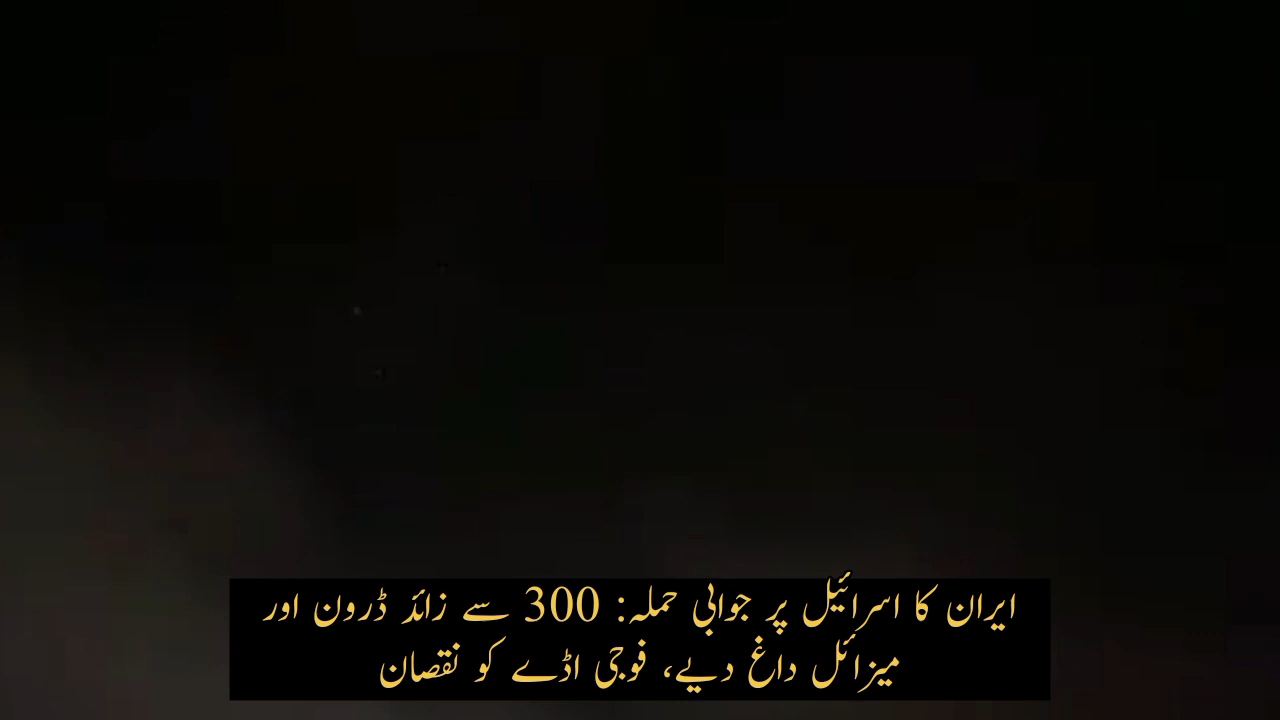 ایران کا اسرائیل پر جوابی حملہ: 300 سے زائد ڈرون اور
میزائل داغ دیے، فوجی اڈے کو نقصان